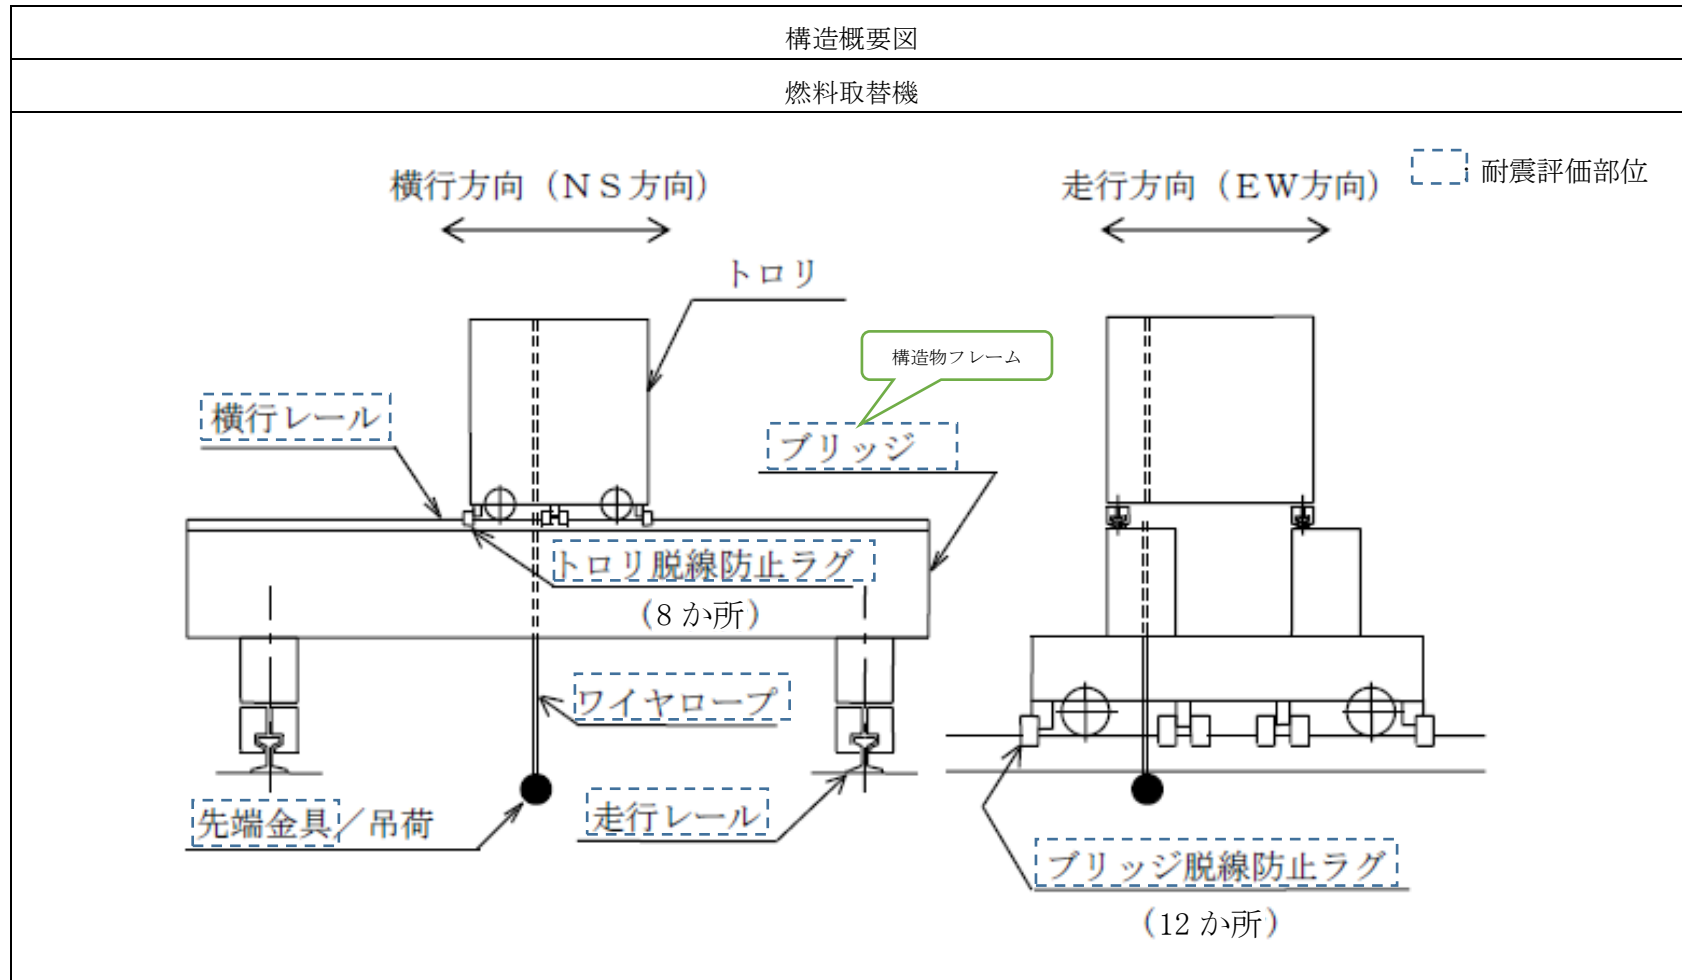 構造概要図
燃料取替機
横行方向（ＮＳ方向）
走行方向（ＥＷ方向）
: 耐震評価部位
トロリ
構造物フレーム
横行レール
ブリッジ
トロリ脱線防止ラグ
（8 か所）
ワイヤロープ
先端金具／吊荷
走行レール
ブリッジ脱線防止ラグ
（12 か所）